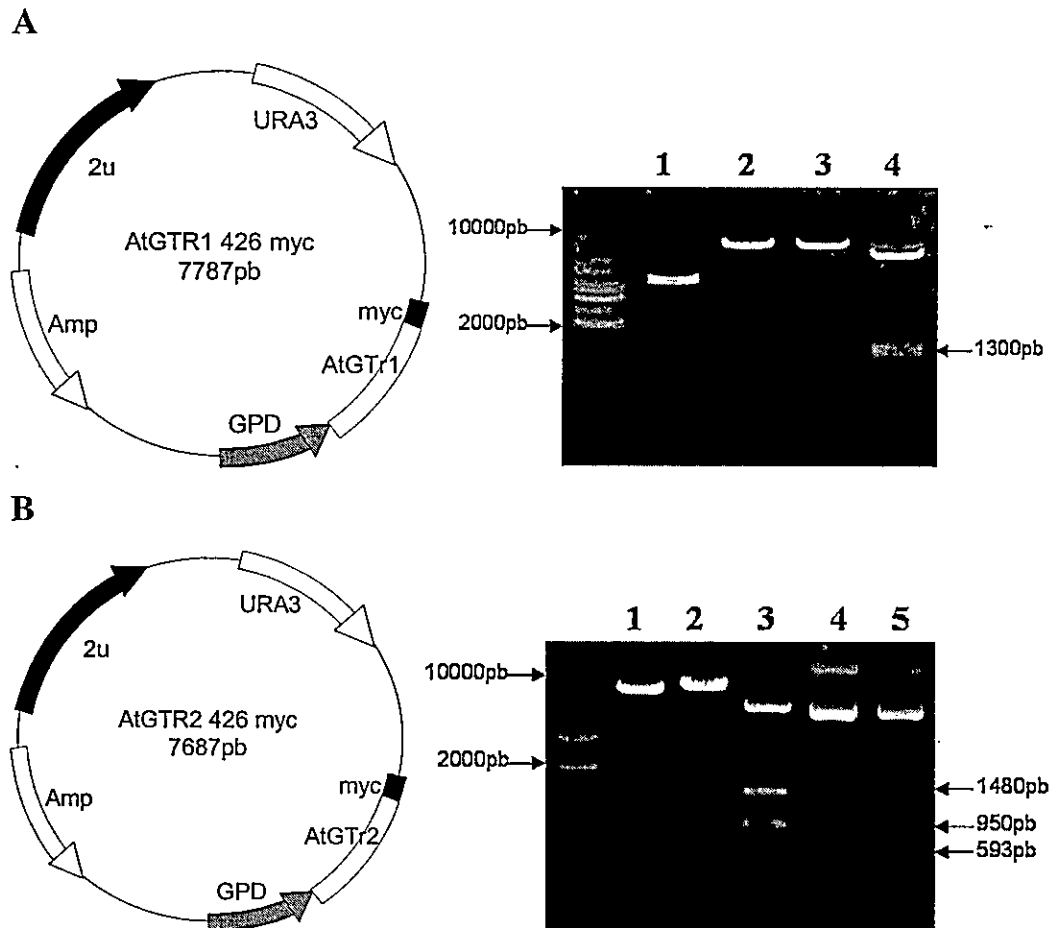 A
URA3
2u
AtGTR1 426 myc
7787pb
Amp
myc
AtGTr1
GPD
1 2 3 4
10000pb
2000pb
1300pb
B
URA3
2u
AtGTR2 426 myc
7687pb
Amp
myc
AtGTr2
GPD
1 2 3 4 5
10000pb
2000pb
1480pb
950pb
593pb